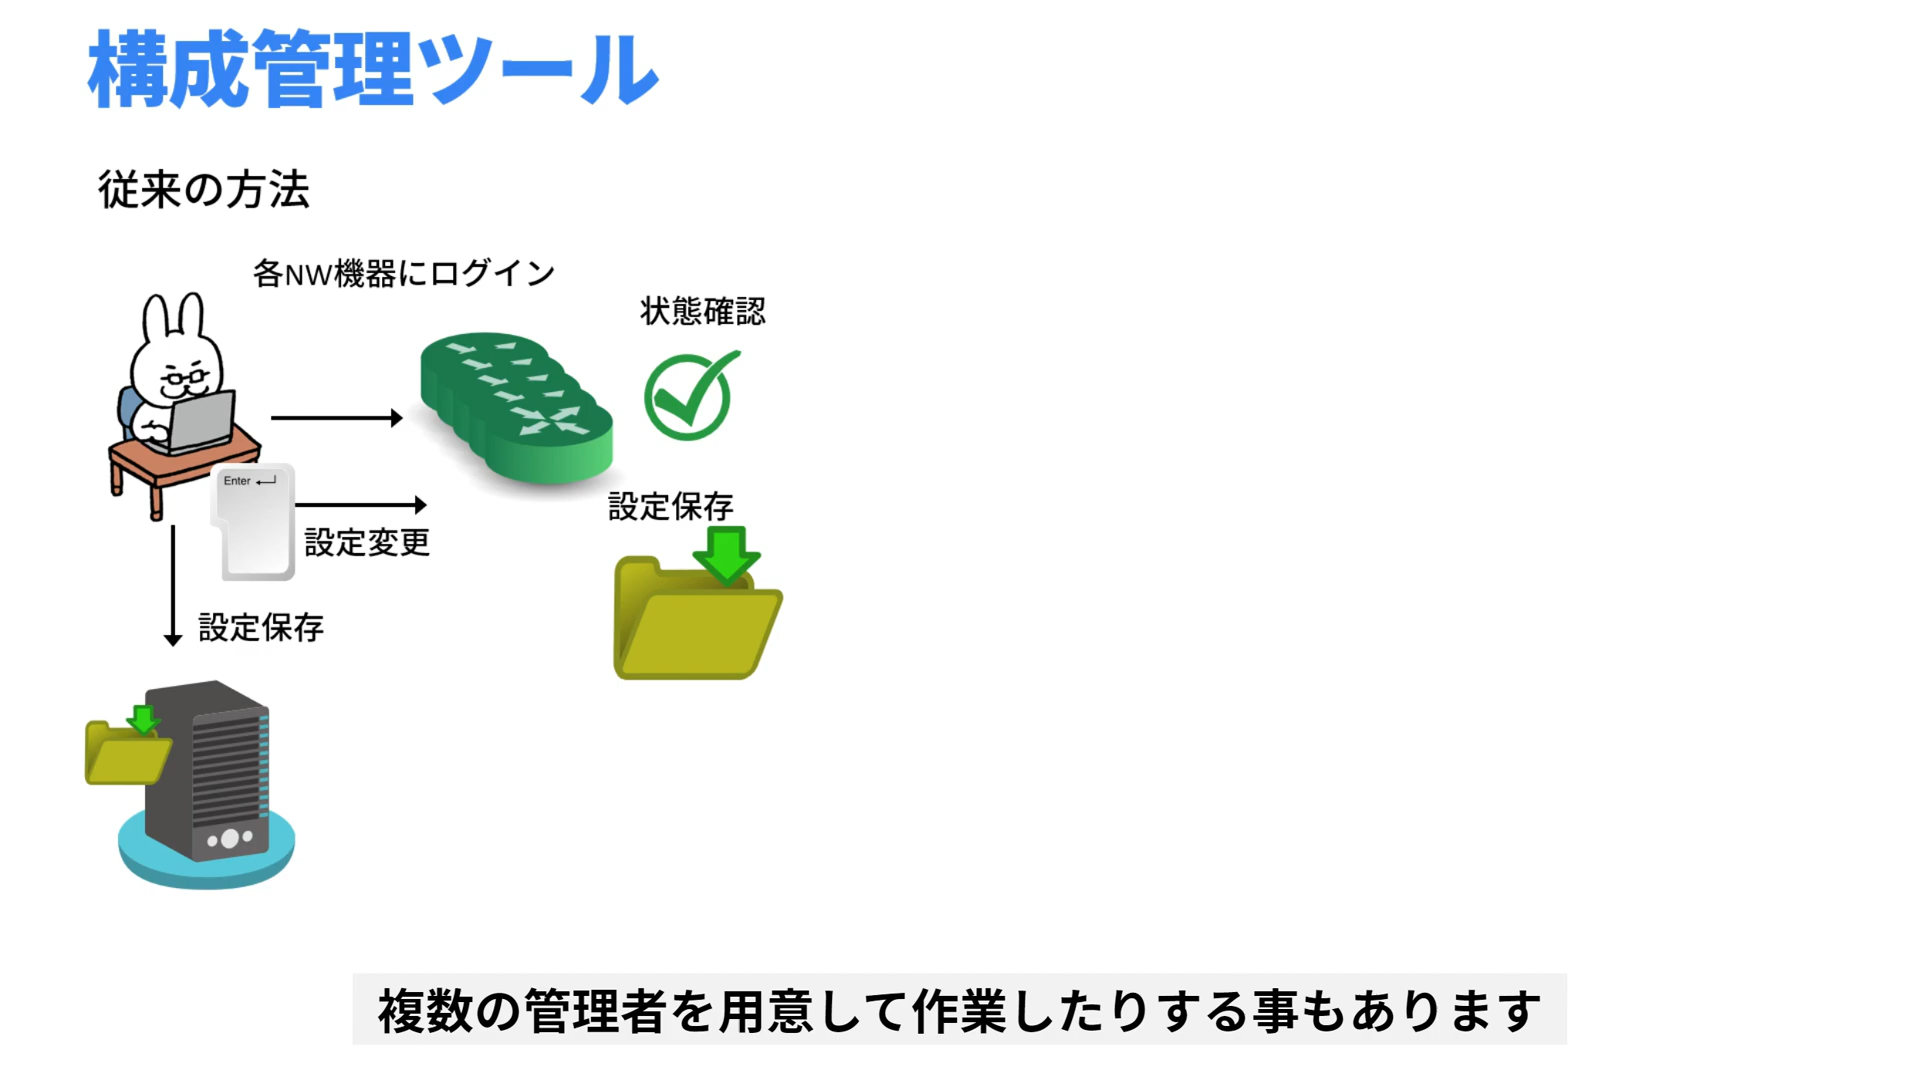 構成管理ツール
従来の方法
各NW機器にログイン
状態確認
Enter
設定保存
設定変更
設定保存
複数の管理者を用意して作業したりする事もあります